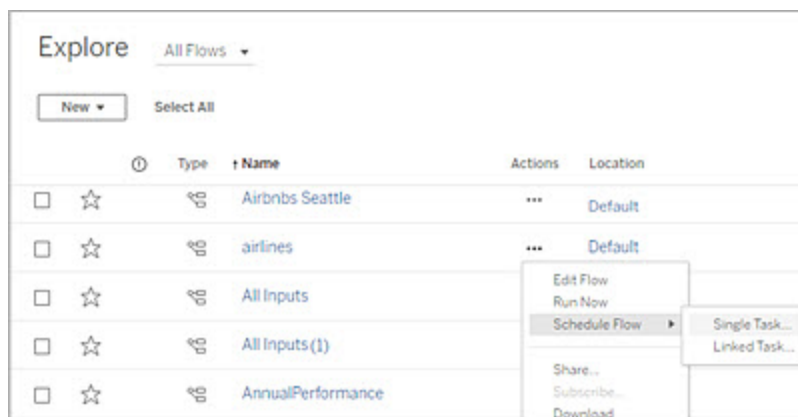 Explore All Flows
New Select All
Type Name Actions Location
Airbnbs Seattle ... Default
airlines ... Default
Edit Flow
All Inputs
Run Now
Schedule Flow Single Task...
All Inputs (1) Linked Task...
Share...
AnnualPerformance Subscribe...
Download